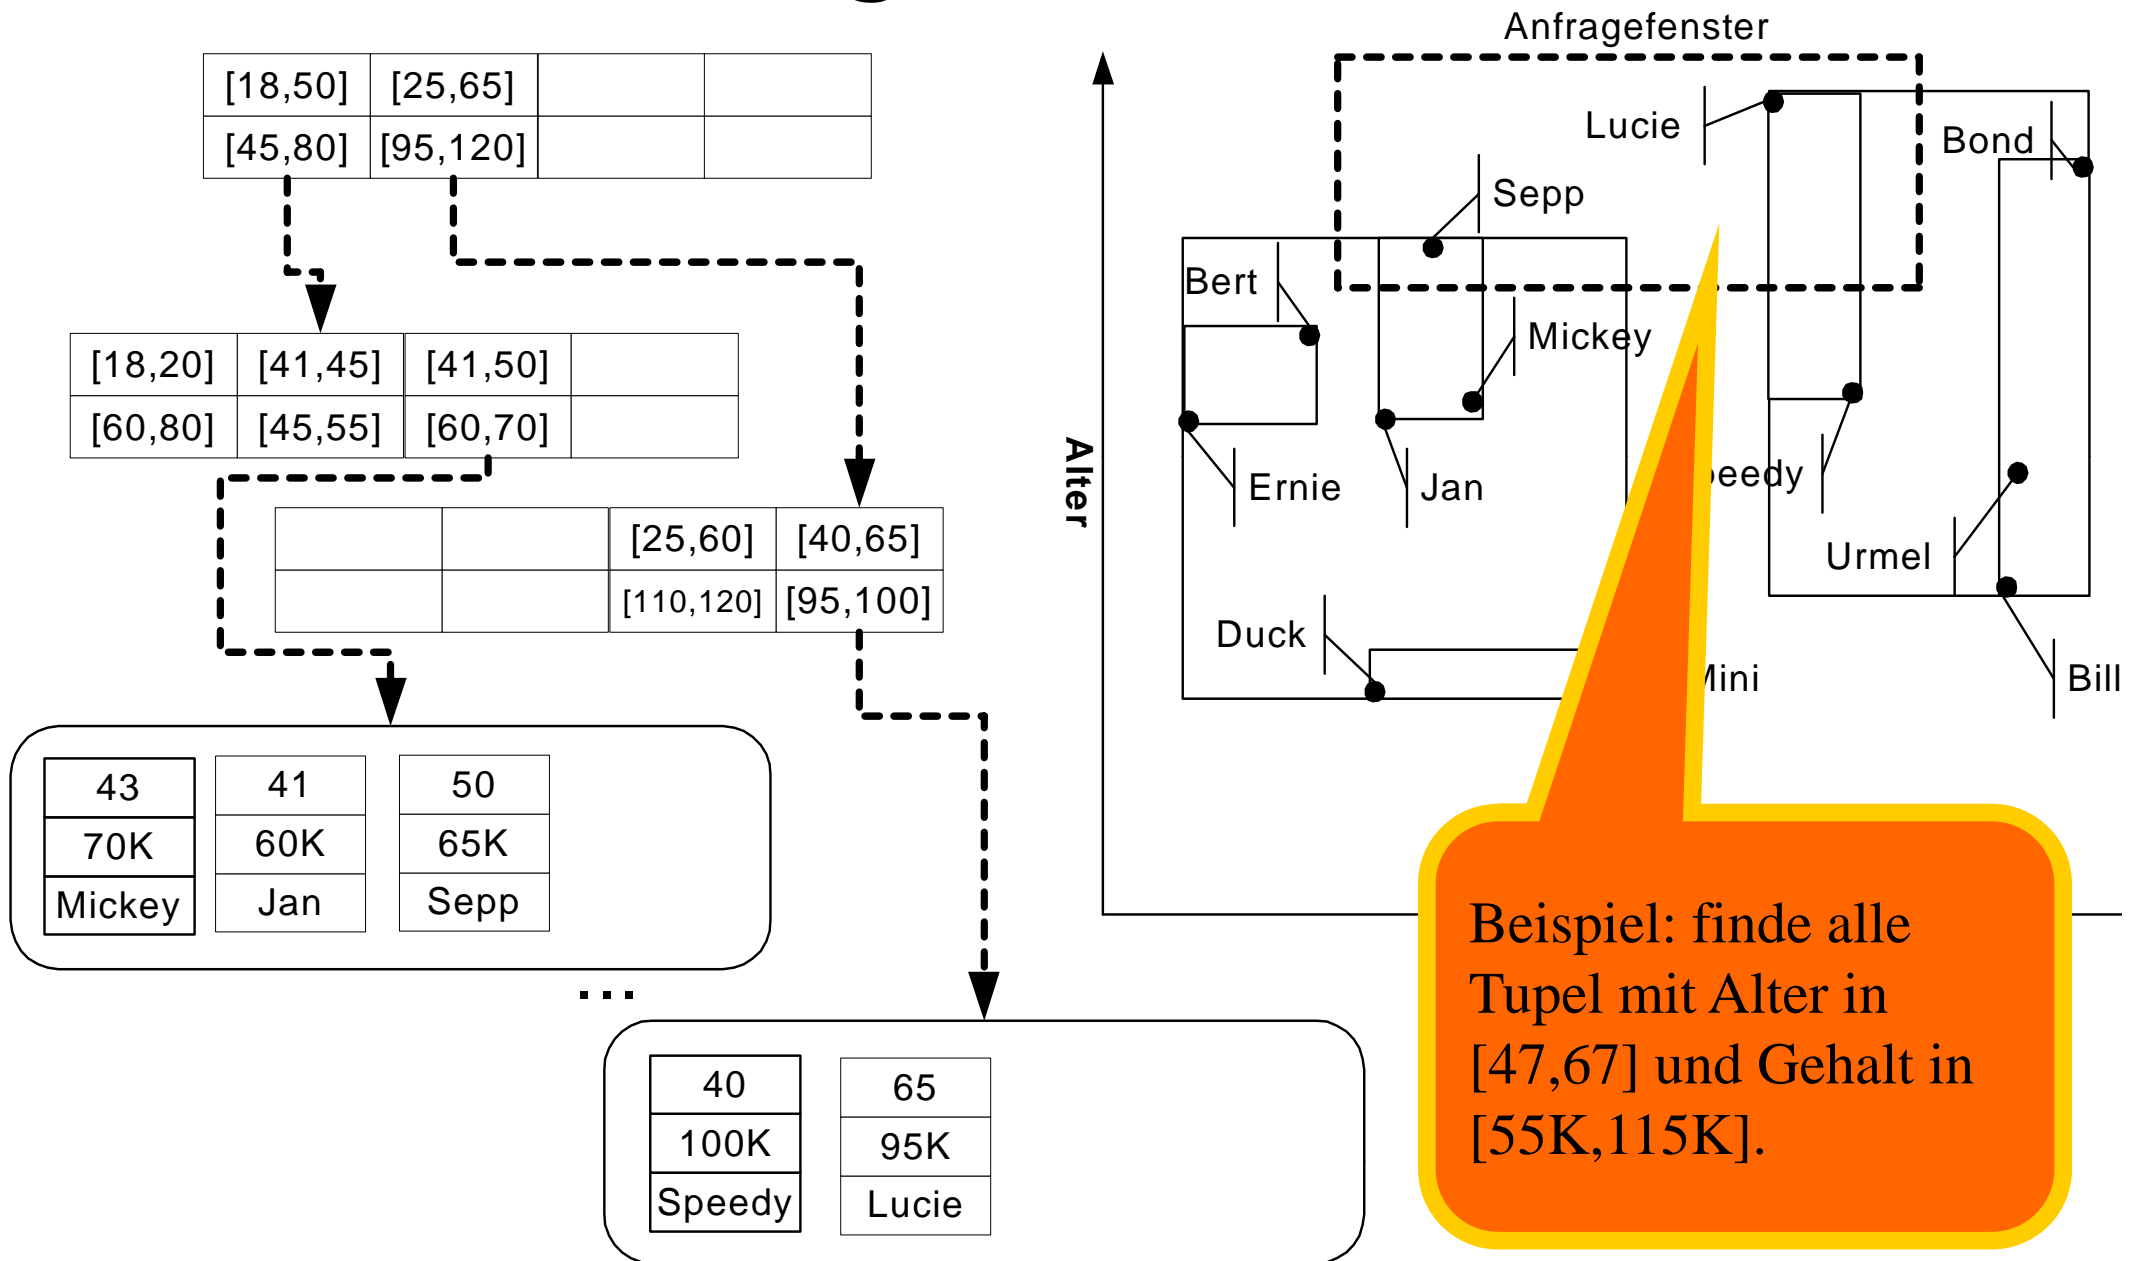 [18,50] [25,65]
[45,80] [95,120]
[18,20] [41,45] [41,50]
[60,80] [45,55] [60,70]
[25,60] [40,65]
[110,120] [95,100]
43 41 50
70K 60K 65K
Mickey Jan Sepp
...
40 65
100K 95K
Speedy Lucie
Anfragefenster
Lucie
Bond
Sepp
Bert
Mickey
Alter
Ernie
Jan
peedy
Urmel
Duck
Mini
Bill
Beispiel: finde alle
Tupel mit Alter in
[47,67] und Gehalt in
[55K,115K].